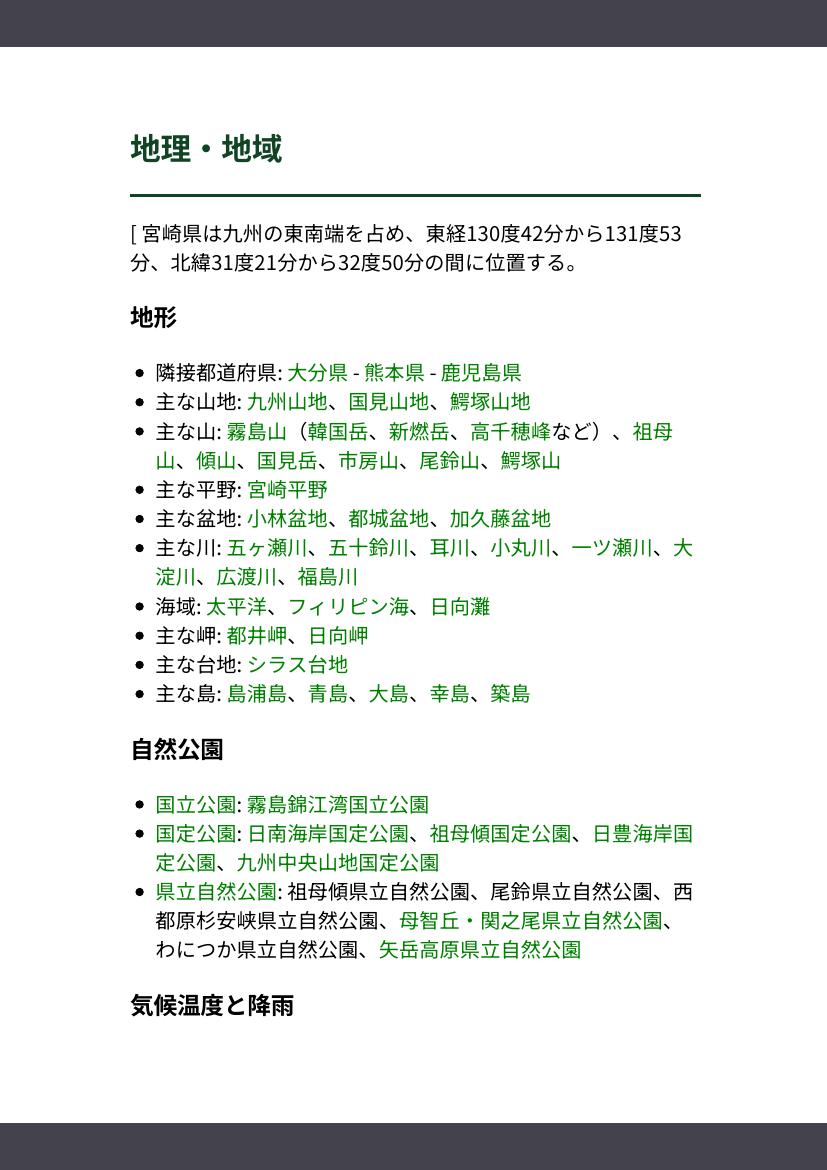 地理・地域
[ 宮崎県は九州の東南端を占め、東経130度42分から131度53
分、北緯31度21分から32度50分の間に位置する。
地形
• 隣接都道府県: 大分県 - 熊本県 - 鹿児島県
• 主な山地: 九州山地、国見山地、鰐塚山地
• 主な山: 霧島山（韓国岳、新燃岳、高千穂峰など）、祖母
山、傾山、国見岳、市房山、尾鈴山、鰐塚山
• 主な平野: 宮崎平野
• 主な盆地: 小林盆地、都城盆地、加久藤盆地
• 主な川: 五ヶ瀬川、五十鈴川、耳川、小丸川、一ツ瀬川、大
淀川、広渡川、福島川
• 海域: 太平洋、フィリピン海、日向灘
• 主な岬: 都井岬、日向岬
• 主な台地: シラス台地
• 主な島: 島浦島、青島、大島、幸島、築島
自然公園
• 国立公園: 霧島錦江湾国立公園
• 国定公園: 日南海岸国定公園、祖母傾国定公園、日豊海岸国
定公園、九州中央山地国定公園
• 県立自然公園: 祖母傾県立自然公園、尾鈴県立自然公園、西
都原杉安峡県立自然公園、母智丘・関之尾県立自然公園、
わにつか県立自然公園、矢岳高原県立自然公園
気候温度と降雨